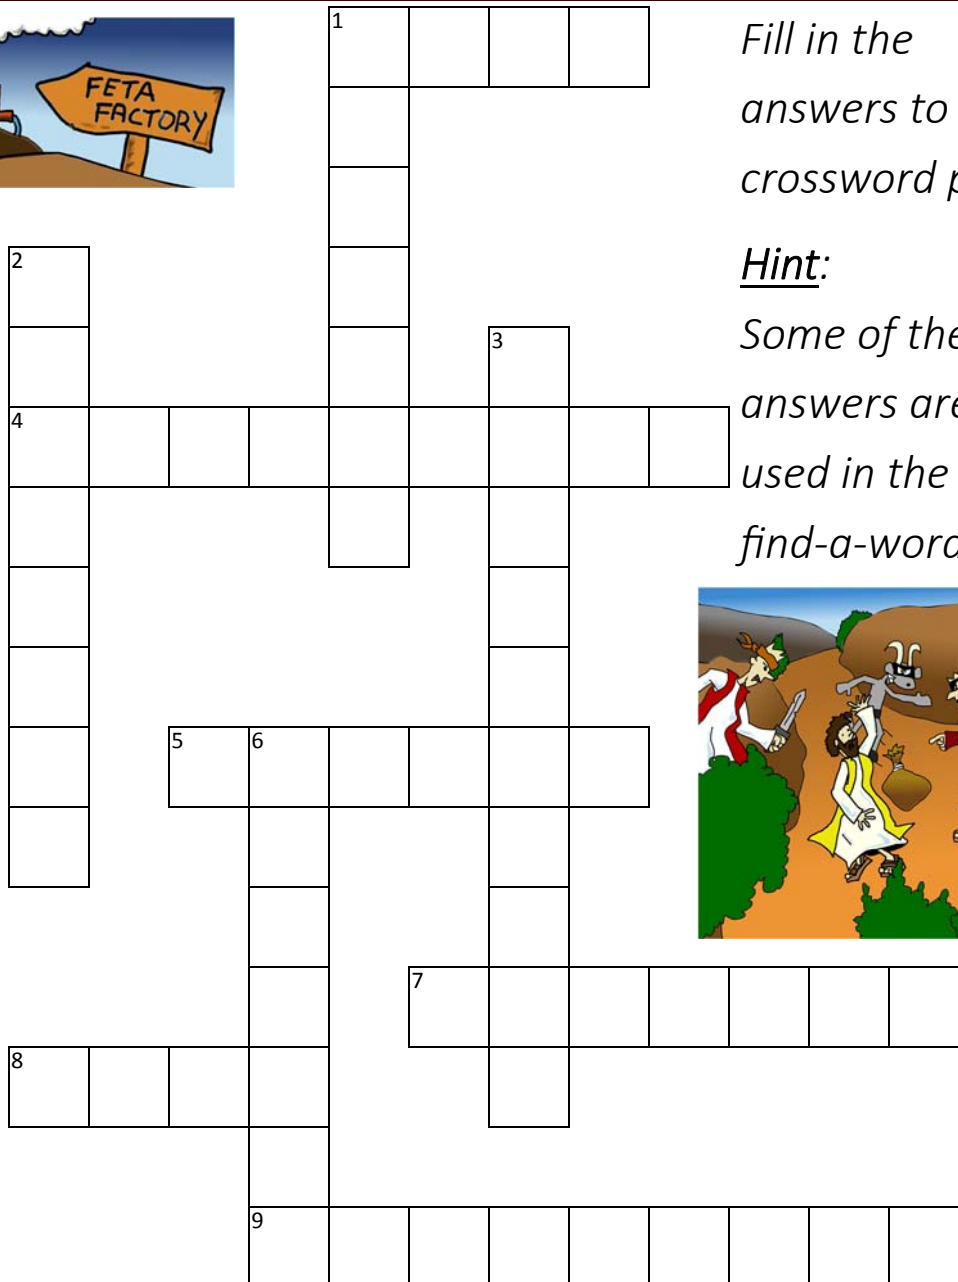 1
FETA
FACTORY
Fill in the
answers to
crossword
Hint:
Some of the
answers are
used in the
find-a-word
2
3
4
5
6
7
8
9